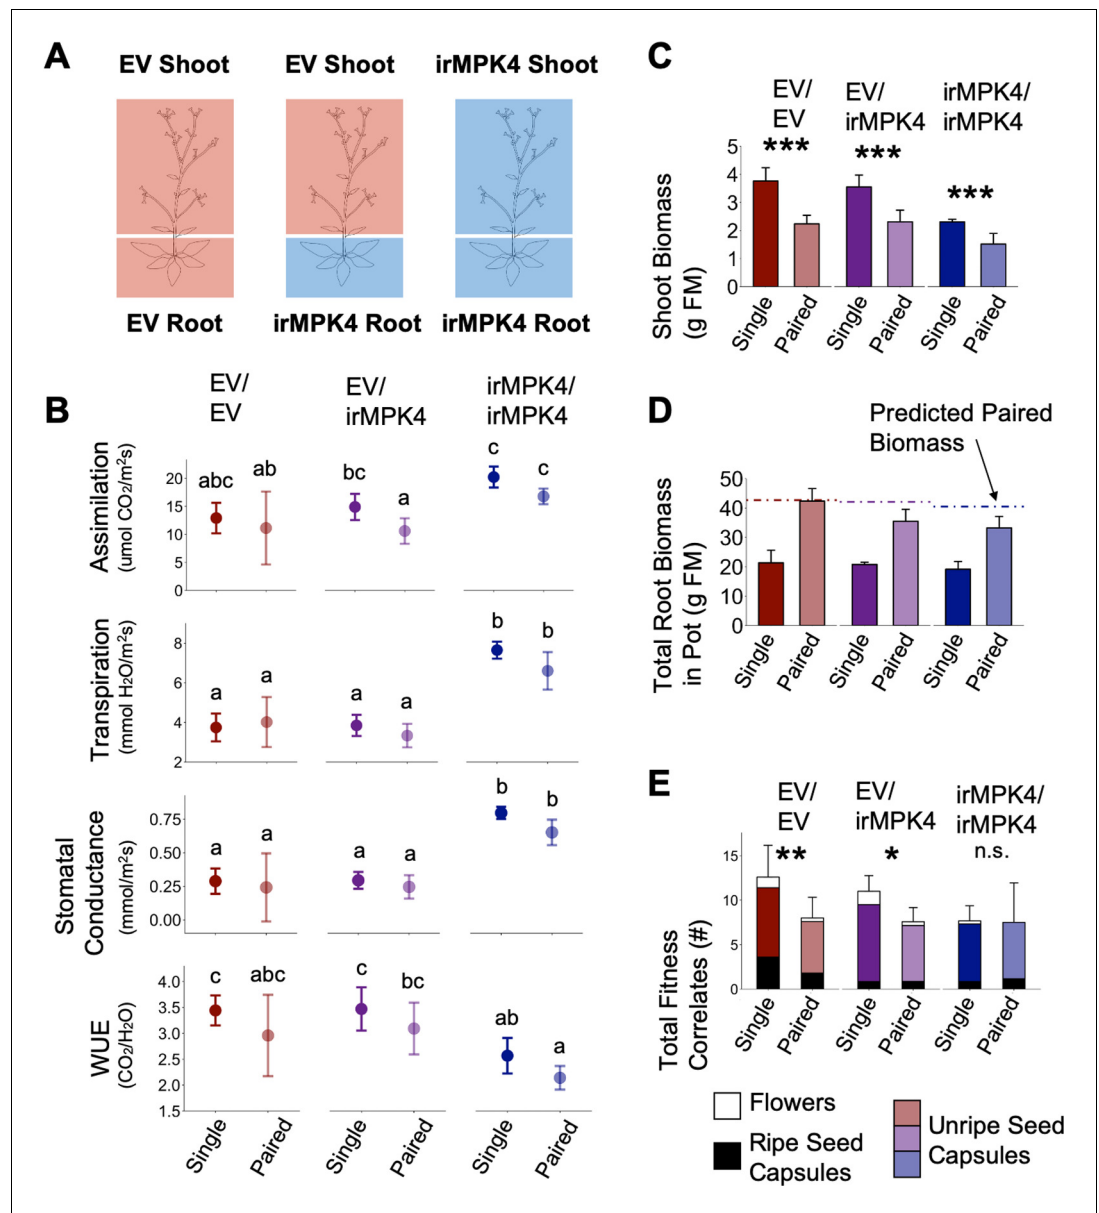 A
EV Shoot
EV Shoot
irMPK4 Shoot
EV Root
irMPK4 Root
irMPK4 Root
B
EV/
EV
EV/
irMPK4
irMPK4/
irMPK4
Assimilation
(umol CO2/m²s)
20
15
10
5
0
abc
ab
bc
a
c
c
Transpiration
(mmol H2O/m²s)
8
6
4
2
a
a
a
a
b
b
Stomatal
Conductance
(mmol/m²s)
0.75
0.50
0.25
0.00
a
a
a
a
b
b
WUE
(CO2/H2O)
4.0
3.5
3.0
2.5
2.0
1.5
c
abc
c
bc
ab
a
Single
Paired
Single
Paired
Single
Paired
C
EV/
EV
EV/
irMPK4
irMPK4/
irMPK4
Shoot Biomass
(g FM)
5
4
3
2
1
0
***
***
***
Single
Paired
Single
Paired
Single
Paired
D
Predicted Paired
Biomass
Total Root Biomass
in Pot (g FM)
50
40
30
20
10
0
Single
Paired
Single
Paired
Single
Paired
E
EV/
EV
EV/
irMPK4
irMPK4/
irMPK4
**
*
n.s.
Total Fitness
Correlates (#)
15
10
5
0
Single
Paired
Single
Paired
Single
Paired
Flowers
Ripe Seed
Capsules
Unripe Seed
Capsules